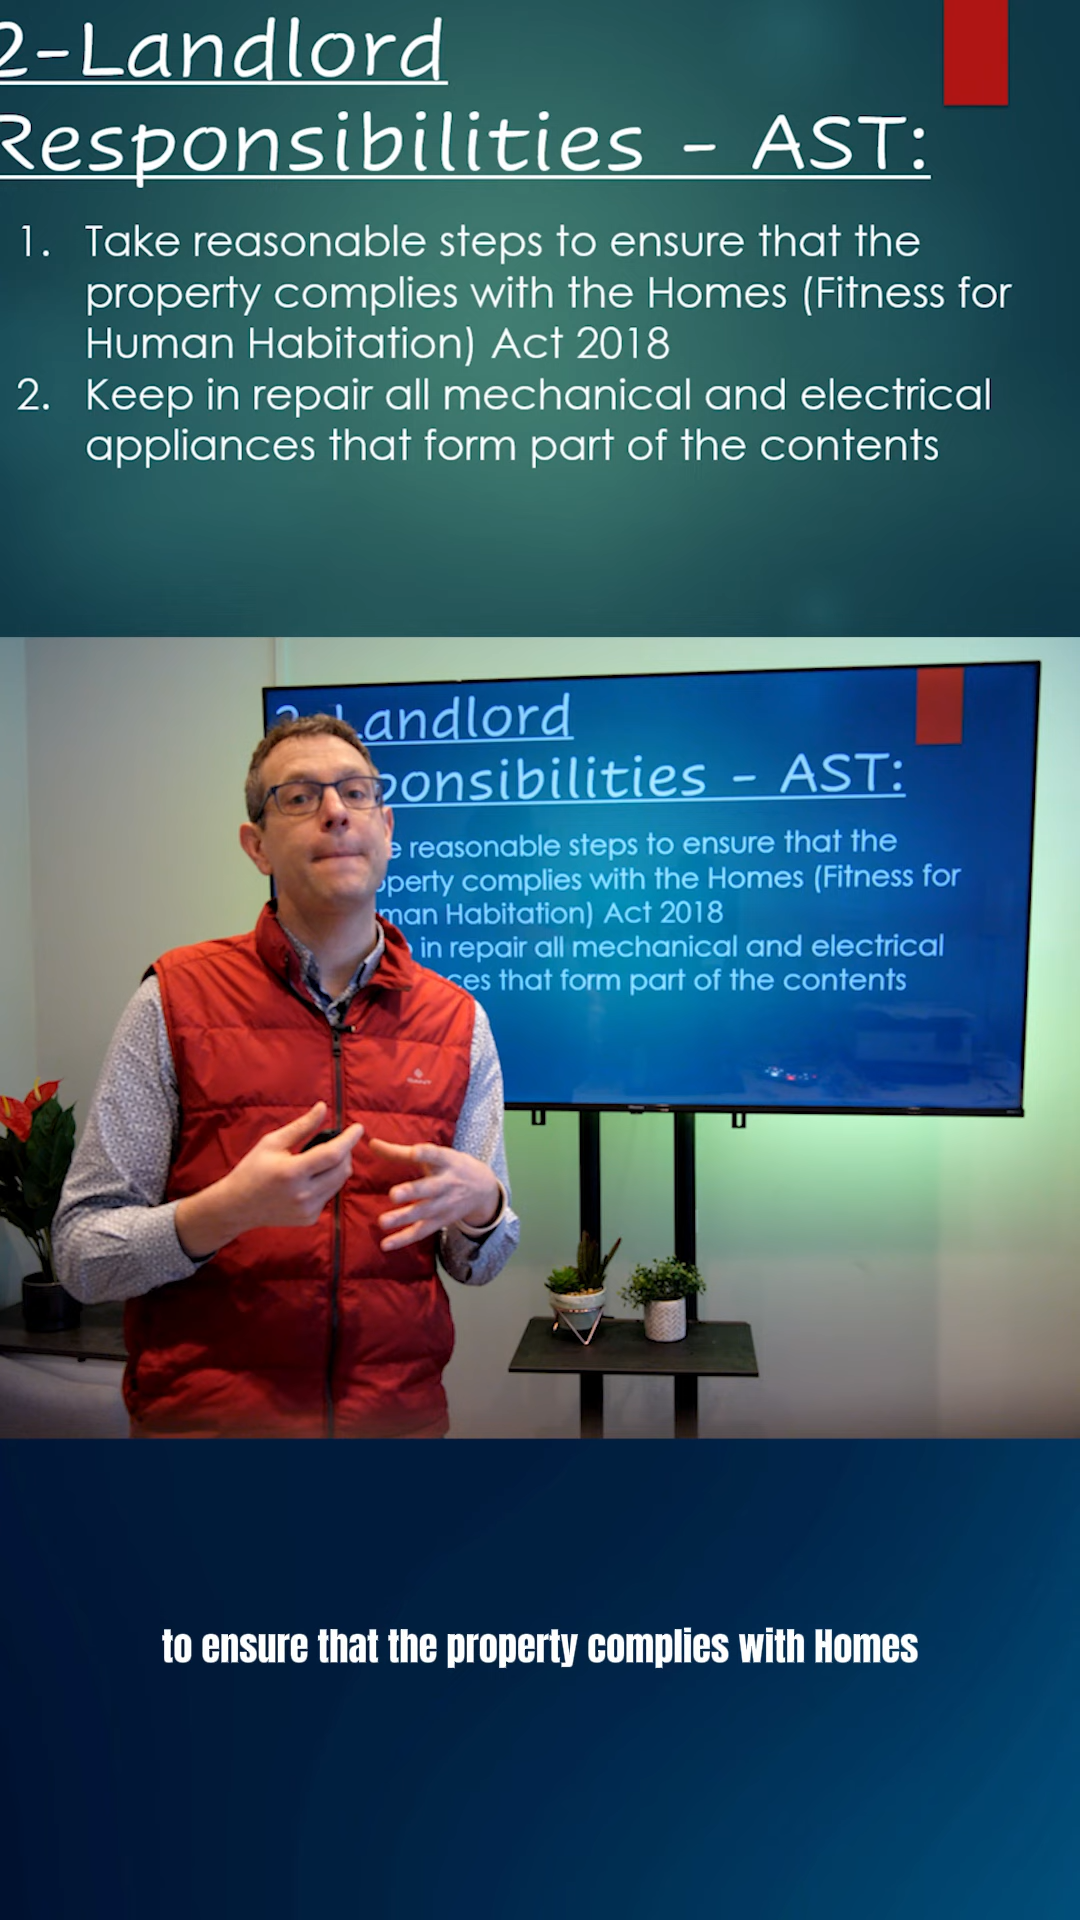 2-Landlord
Responsibilities - AST:
1. Take reasonable steps to ensure that the
property complies with the Homes (Fitness for
Human Habitation) Act 2018
2. Keep in repair all mechanical and electrical
appliances that form part of the contents
Landlord
ponsibilities - AST:
e reasonable steps to ensure that the
perty complies with the Homes (Fitness for
man Habitation) Act 2018
in repair all mechanical and electrical
ces that form part of the contents
GANT
to ensure that the property complies with Homes